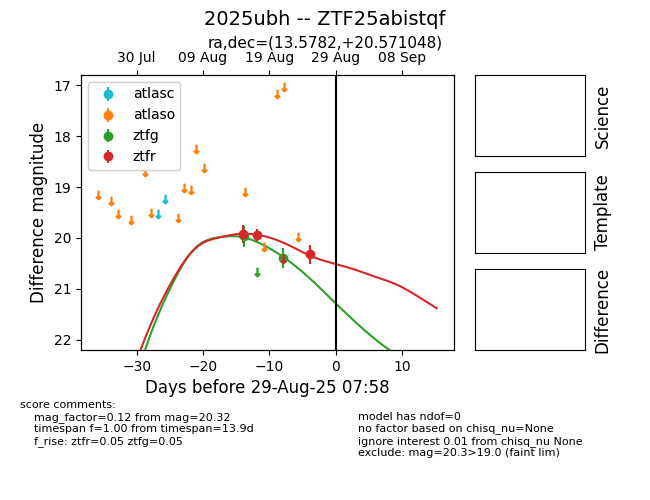 2025ubh -- ZTF25abistqf
ra,dec=(13.5782,+20.571048)
30 Jul 09 Aug 19 Aug 29 Aug 08 Sep
atlasc
atlaso
ztfg
ztfr
17
18
19
20
21
22
Difference magnitude
−30 −20 −10 0 10
Days before 29-Aug-25 07:58
Science
Template
Difference
score comments:
mag_factor=0.12 from mag=20.32
timespan f=1.00 from timespan=13.9d
f_rise: ztfr=0.05 ztfg=0.05
model has ndof=0
no factor based on chisq_nu=None
ignore interest 0.01 from chisq_nu None
exclude: mag=20.3>19.0 (faint lim)